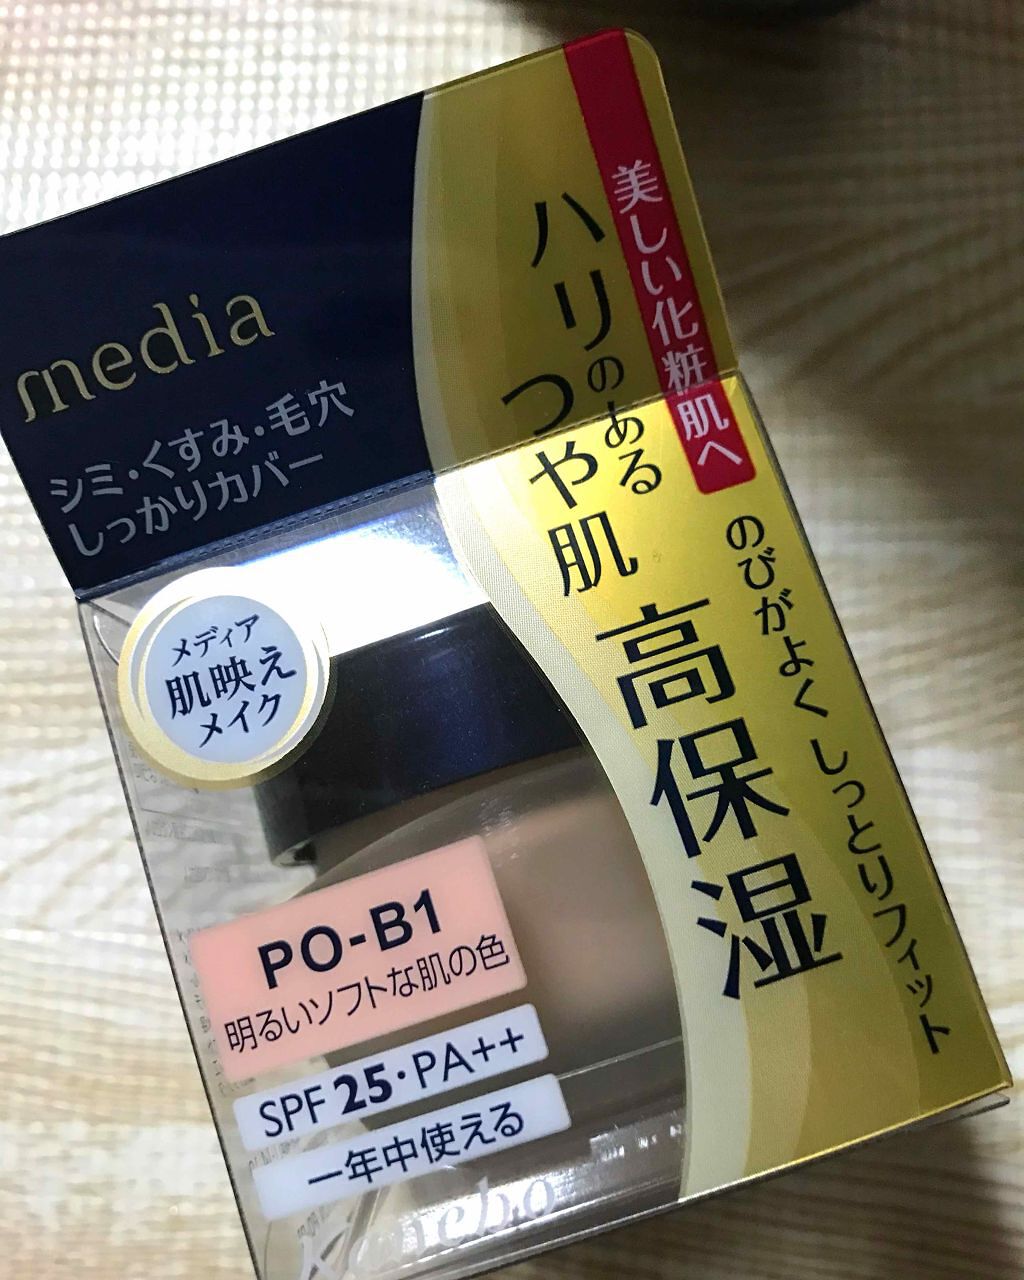 media
シミ・くすみ・毛穴
しっかりカバー
美しい化粧肌へ
ハリのある
つや肌
高保湿
のびがよく しっとりフィット
メディア
肌映え
メイク
PO-B1
明るいソフトな肌の色
SPF 25・PA++
一年中使える
Kanebo